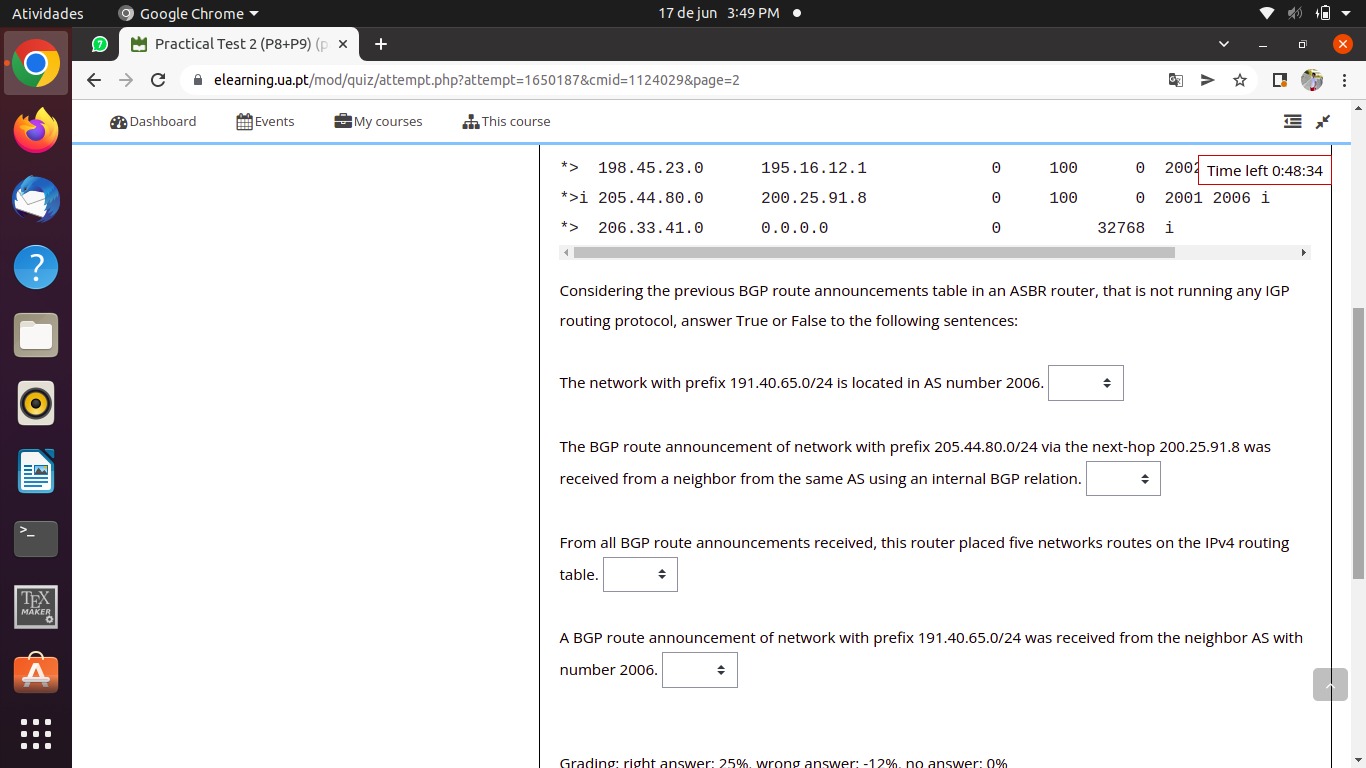 Atividades Google Chrome 17 de jun 3:49 PM
7 Practical Test 2 (P8+P9) (p
elearning.ua.pt/mod/quiz/attempt.php?attempt=1650187&cmid=1124029&page=2
Dashboard Events My courses This course
*> 198.45.23.0 195.16.12.1 0 100 0 2002
Time left 0:48:34
*>i 205.44.80.0 200.25.91.8 0 100 0 2001 2006 i
*> 206.33.41.0 0.0.0.0 0 32768 i
Considering the previous BGP route announcements table in an ASBR router, that is not running any IGP
routing protocol, answer True or False to the following sentences:
The network with prefix 191.40.65.0/24 is located in AS number 2006.
The BGP route announcement of network with prefix 205.44.80.0/24 via the next-hop 200.25.91.8 was
received from a neighbor from the same AS using an internal BGP relation.
From all BGP route announcements received, this router placed five networks routes on the IPv4 routing
table.
A BGP route announcement of network with prefix 191.40.65.0/24 was received from the neighbor AS with
number 2006.
Grading: right answer: 25%, wrong answer: -12%, no answer: 0%
?
>_
TEX
MAKER